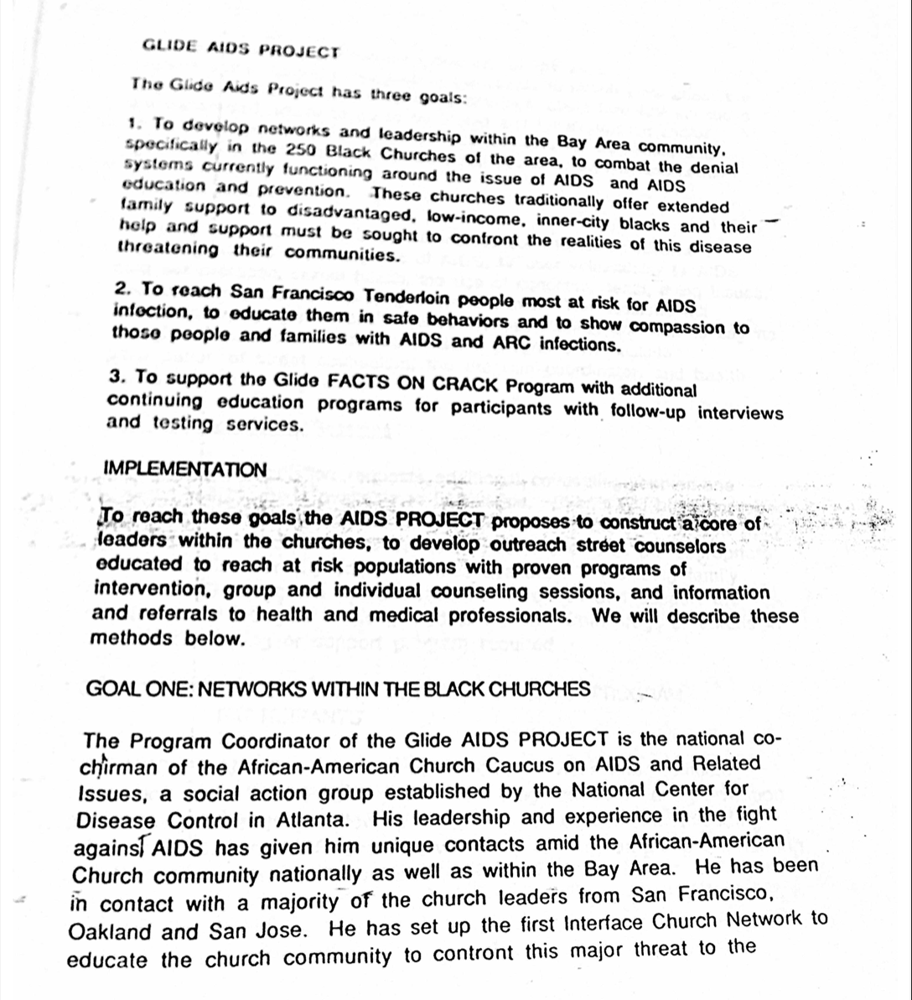 GLIDE AIDS PROJECT
The Glide Aids Project has three goals:
1. To develop networks and leadership within the Bay Area community,
specifically in the 250 Black Churches of the area, to combat the denial
systems currently functioning around the issue of AIDS and AIDS
education and prevention. These churches traditionally offer extended
family support to disadvantaged, low-income, inner-city blacks and their
help and support must be sought to confront the realities of this disease
threatening their communities.
2. To reach San Francisco Tenderloin people most at risk for AIDS
infection, to educate them in safe behaviors and to show compassion to
those people and families with AIDS and ARC infections.
3. To support the Glide FACTS ON CRACK Program with additional
continuing education programs for participants with follow-up interviews
and testing services.
IMPLEMENTATION
To reach these goals the AIDS PROJECT proposes to construct a core of
leaders within the churches, to develop outreach street counselors
educated to reach at risk populations with proven programs of
intervention, group and individual counseling sessions, and information
and referrals to health and medical professionals. We will describe these
methods below.
GOAL ONE: NETWORKS WITHIN THE BLACK CHURCHES
The Program Coordinator of the Glide AIDS PROJECT is the national co-
chirman of the African-American Church Caucus on AIDS and Related
Issues, a social action group established by the National Center for
Disease Control in Atlanta. His leadership and experience in the fight
against AIDS has given him unique contacts amid the African-American
Church community nationally as well as within the Bay Area. He has been
in contact with a majority of the church leaders from San Francisco,
Oakland and San Jose. He has set up the first Interface Church Network to
educate the church community to contront this major threat to the